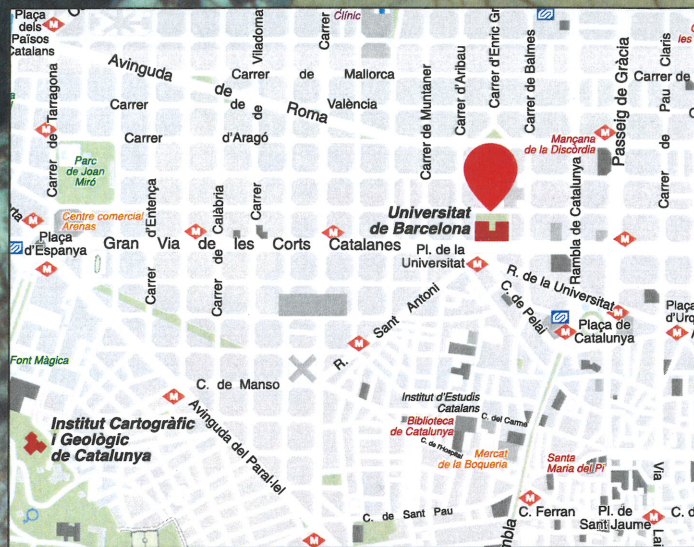 Plaça
dels
Països
Catalans
Clínic
Carrer
Viladomat
Carrer de Tarragona
Avinguda de Roma
Carrer de Mallorca
Carrer de València
Carrer d'Aragó
Carrer de Muntaner
Carrer d'Aribau
Carrer d'Enric Gr
Carrer de Balmes
Passeig de Gràcia
Carrer de Pau Claris
Carrer de
les
Mançana
de la Discòrdia
Parc
de Joan
Miró
Centre comercial
Arenas
Plaça
d'Espanya
Carrer d'Entença
Carrer de Calàbria
Carrer
Gran Via de les Corts Catalanes
Universitat
de Barcelona
Pl. de la
Universitat
Rambla de Catalunya
R. de la Universitat
C. de Pelai
Plaça de
Catalunya
Plaça
d'Urq
R. Sant Antoni
Font Màgica
C. de Manso
Avinguda del Paral·lel
Institut Cartogràfic
i Geològic
de Catalunya
Institut d'Estudis
Catalans
C. del Carme
Biblioteca
de Catalunya
C. de l'Hospital
Mercat
de la Boqueria
Santa
Maria del Pi
C. de Sant Pau
mbla
C. Ferran
Pl. de
Sant Jaume
C. d
Via
Lai